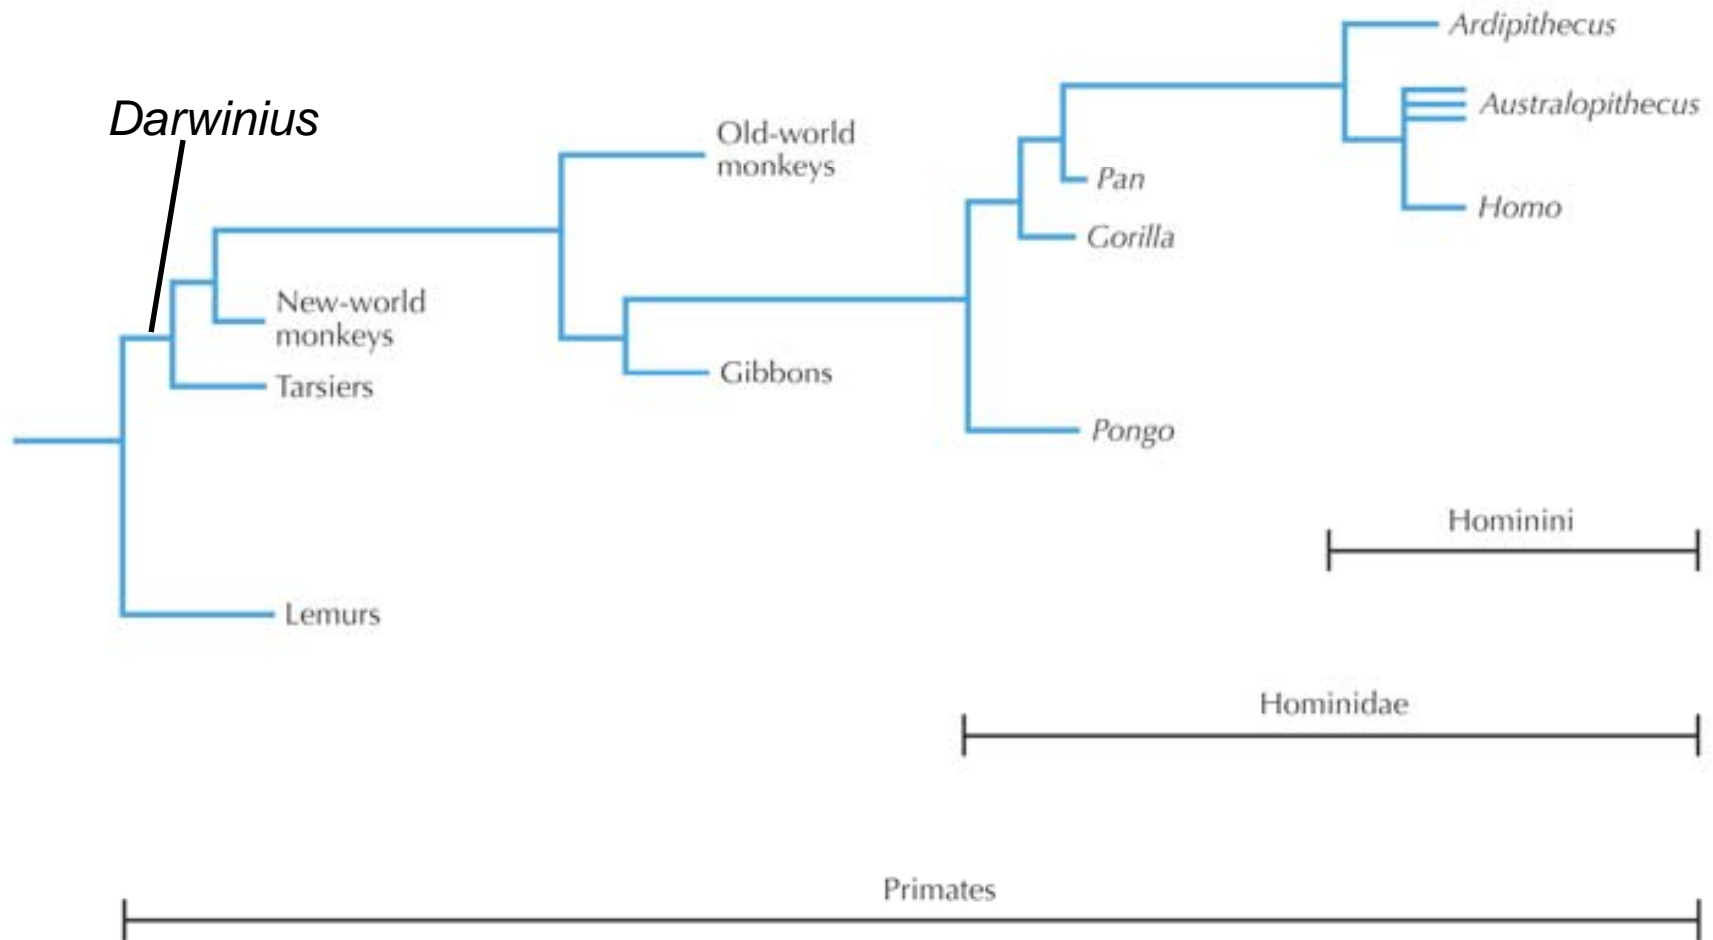 Ardipithecus
Darwinius
Australopithecus
Old-world
monkeys
Pan
Homo
Gorilla
New-world
monkeys
Gibbons
Tarsiers
Pongo
Hominini
Lemurs
Hominidae
Primates